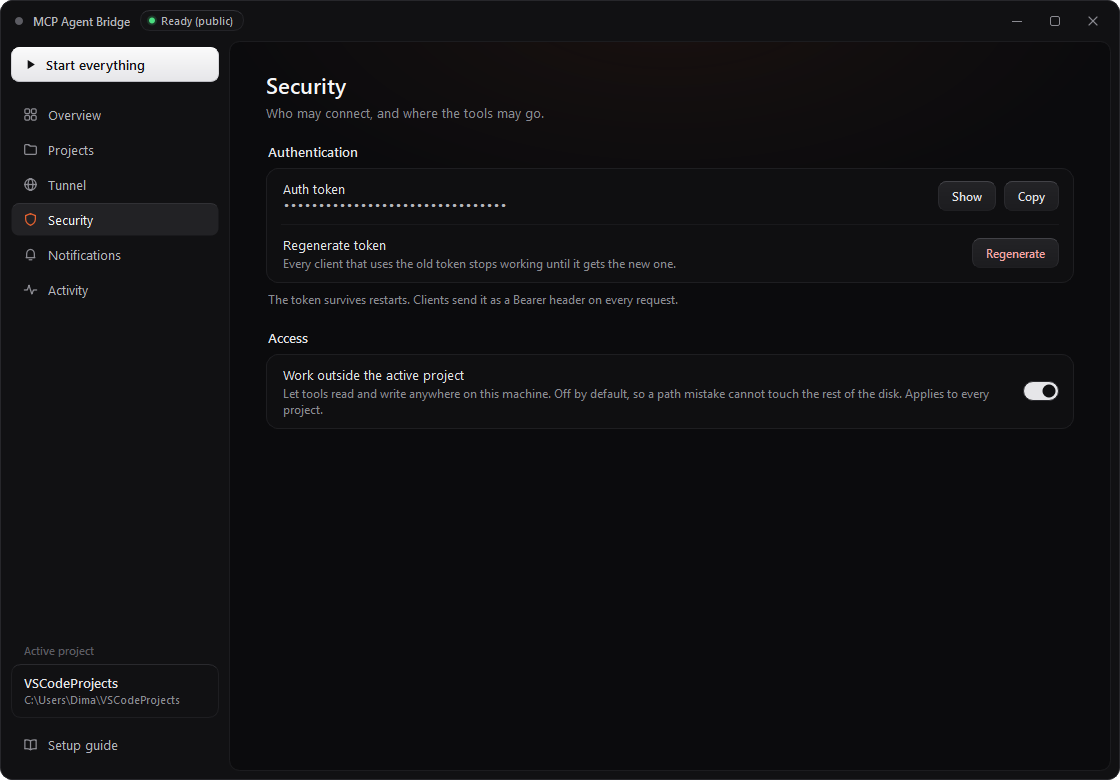 MCP Agent Bridge
Ready (public)
Start everything
Overview
Projects
Tunnel
Security
Notifications
Activity
Active project
VSCodeProjects
C:\Users\Dima\VSCodeProjects
Setup guide
Security
Who may connect, and where the tools may go.
Authentication
Auth token
••••••••••••••••••••••••••••••••
Show
Copy
Regenerate token
Every client that uses the old token stops working until it gets the new one.
Regenerate
The token survives restarts. Clients send it as a Bearer header on every request.
Access
Work outside the active project
Let tools read and write anywhere on this machine. Off by default, so a path mistake cannot touch the rest of the disk. Applies to every
project.